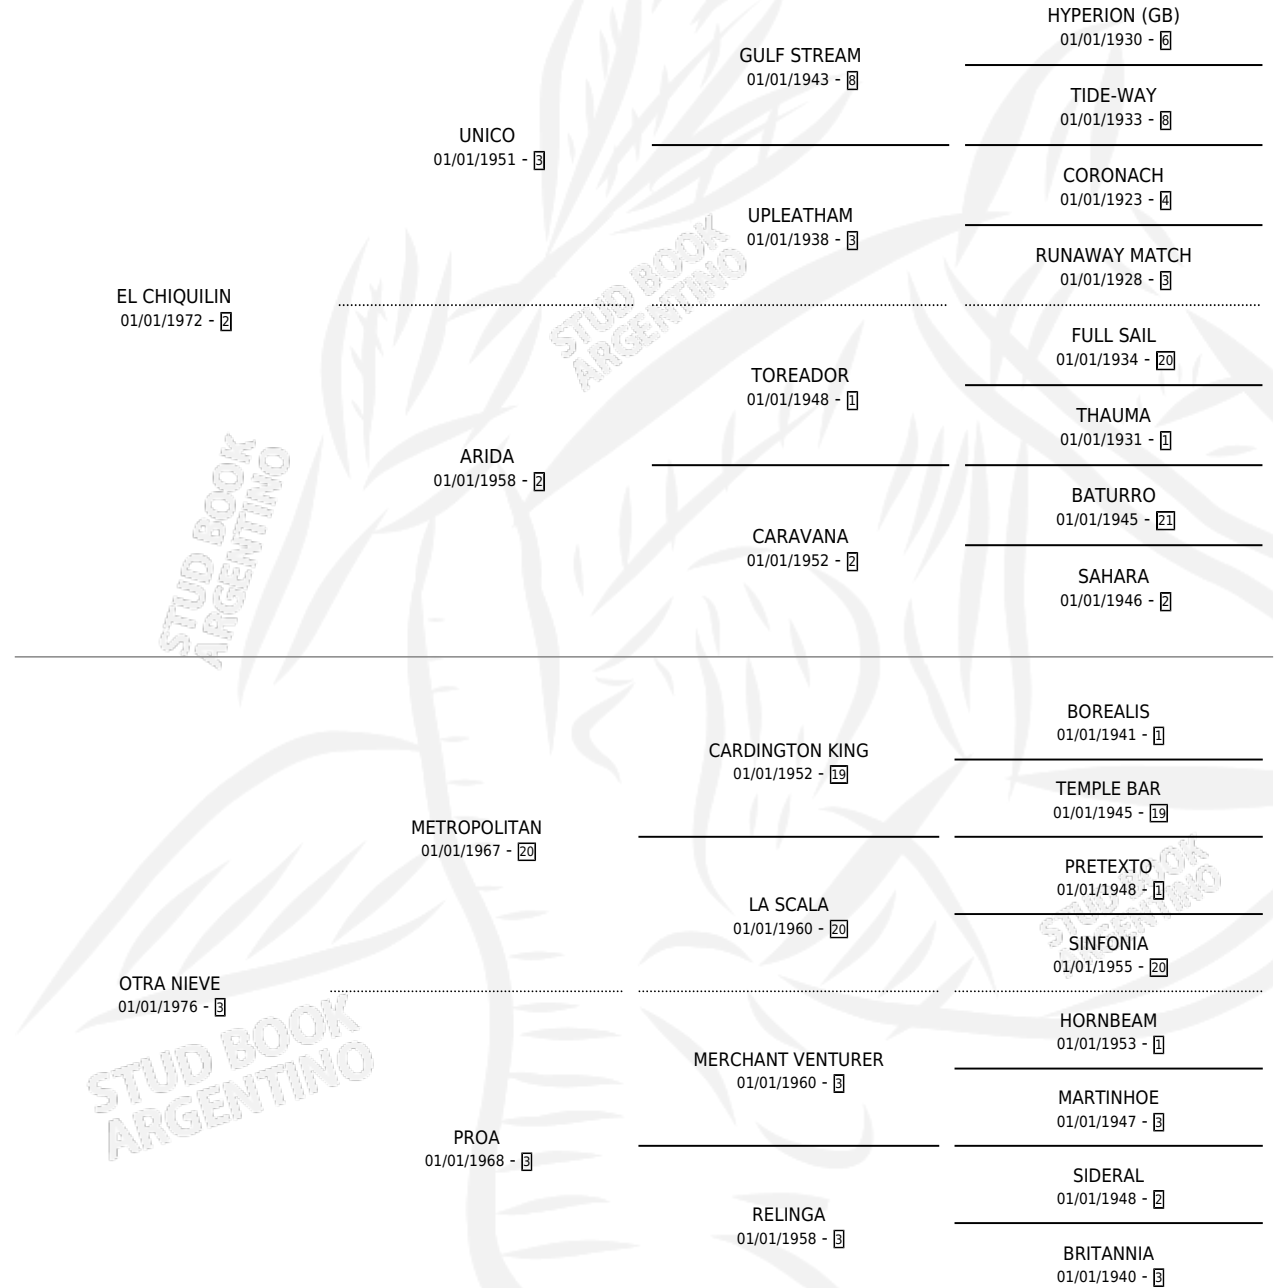 HYPERION (GB)
01/01/1930 - 6
GULF STREAM
01/01/1943 - 8
TIDE-WAY
01/01/1933 - 8
UNICO
01/01/1951 - 3
CORONACH
01/01/1923 - 4
UPLEATHAM
01/01/1938 - 3
RUNAWAY MATCH
01/01/1928 - 3
EL CHIQUILIN
01/01/1972 - 2
STUD BOOK
ARGENTINO
FULL SAIL
01/01/1934 - 20
TOREADOR
01/01/1948 - 1
THAUMA
01/01/1931 - 1
ARIDA
01/01/1958 - 2
BATURRO
01/01/1945 - 21
CARAVANA
01/01/1952 - 2
SAHARA
01/01/1946 - 2
STUD BOOK
ARGENTINO
BOREALIS
01/01/1941 - 1
CARDINGTON KING
01/01/1952 - 19
TEMPLE BAR
01/01/1945 - 19
METROPOLITAN
01/01/1967 - 20
PRETEXTO
01/01/1948 - 1
LA SCALA
01/01/1960 - 20
SINFONIA
01/01/1955 - 20
STUD BOOK
ARGENTINO
OTRA NIEVE
01/01/1976 - 3
HORNBEAM
01/01/1953 - 1
MERCHANT VENTURER
01/01/1960 - 3
MARTINHOE
01/01/1947 - 3
STUD BOOK
ARGENTINO
PROA
01/01/1968 - 3
SIDERAL
01/01/1948 - 2
RELINGA
01/01/1958 - 3
BRITANNIA
01/01/1940 - 3